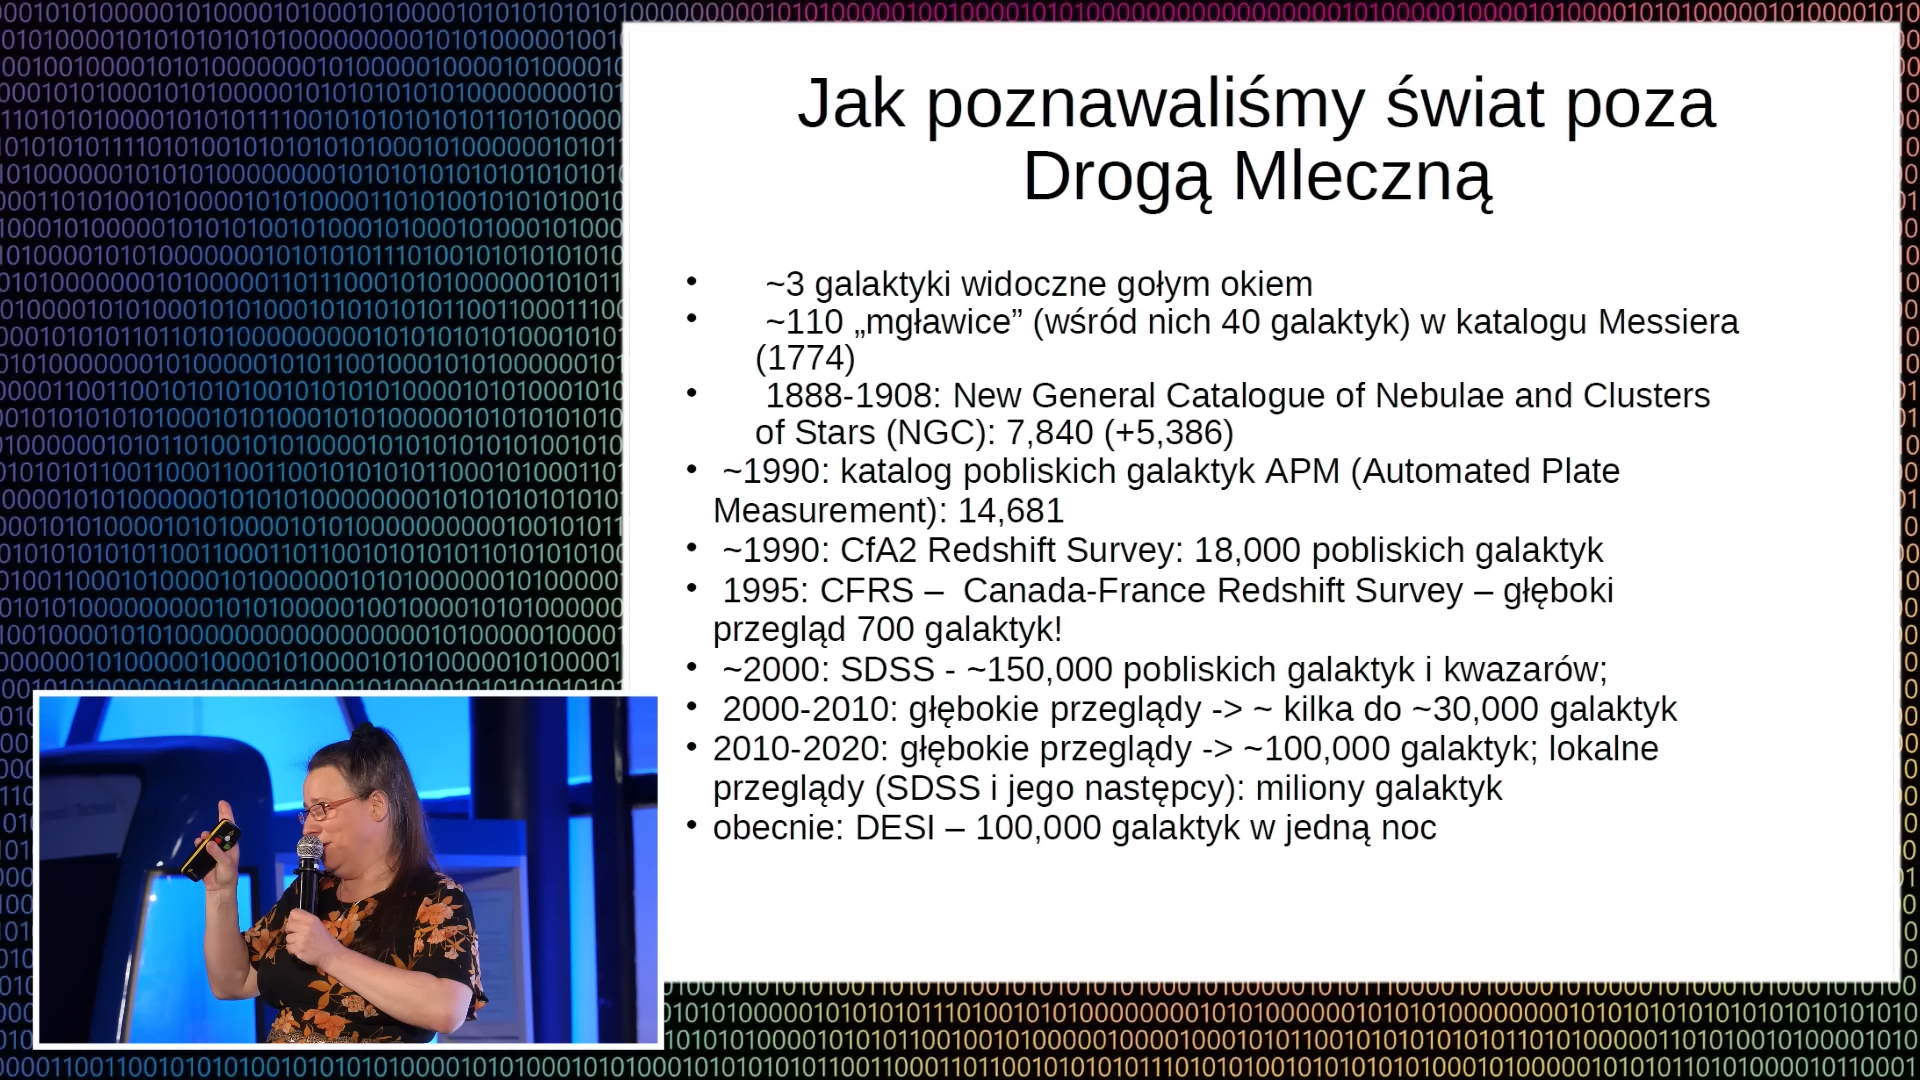 Jak poznawaliśmy świat poza
Drogą Mleczną
• ~3 galaktyki widoczne gołym okiem
• ~110 „mgławice” (wśród nich 40 galaktyk) w katalogu Messiera
(1774)
• 1888-1908: New General Catalogue of Nebulae and Clusters
of Stars (NGC): 7,840 (+5,386)
• ~1990: katalog pobliskich galaktyk APM (Automated Plate
Measurement): 14,681
• ~1990: CfA2 Redshift Survey: 18,000 pobliskich galaktyk
• 1995: CFRS – Canada-France Redshift Survey – głęboki
przegląd 700 galaktyk!
• ~2000: SDSS - ~150,000 pobliskich galaktyk i kwazarów;
• 2000-2010: głębokie przeglądy -> ~ kilka do ~30,000 galaktyk
• 2010-2020: głębokie przeglądy -> ~100,000 galaktyk; lokalne
przeglądy (SDSS i jego następcy): miliony galaktyk
• obecnie: DESI – 100,000 galaktyk w jedną noc